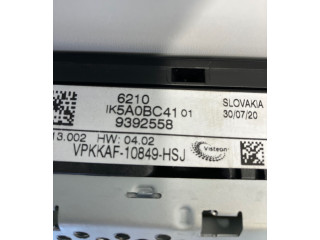 6210
IK5A0BC41 01
SLOVAKIA
9392558
30/07/20
13.002 HW: 04.02
VPKKAF-10849-HSJ
Visteon